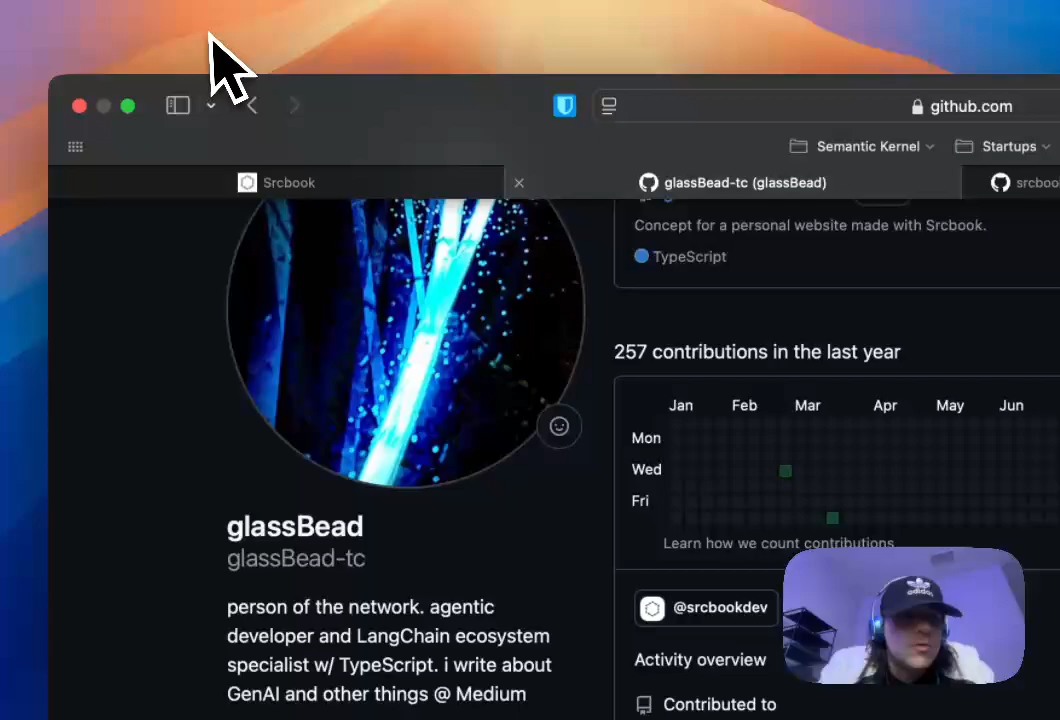 github.com
Semantic Kernel
Startups
Srcbook
glassBead-tc (glassBead)
srcboo
Concept for a personal website made with Srcbook.
TypeScript
257 contributions in the last year
Jan Feb Mar Apr May Jun
Mon
Wed
Fri
Learn how we count contributions
glassBead
glassBead-tc
person of the network. agentic
developer and LangChain ecosystem
specialist w/ TypeScript. i write about
GenAI and other things @ Medium
@srcbookdev
Activity overview
Contributed to
adidas